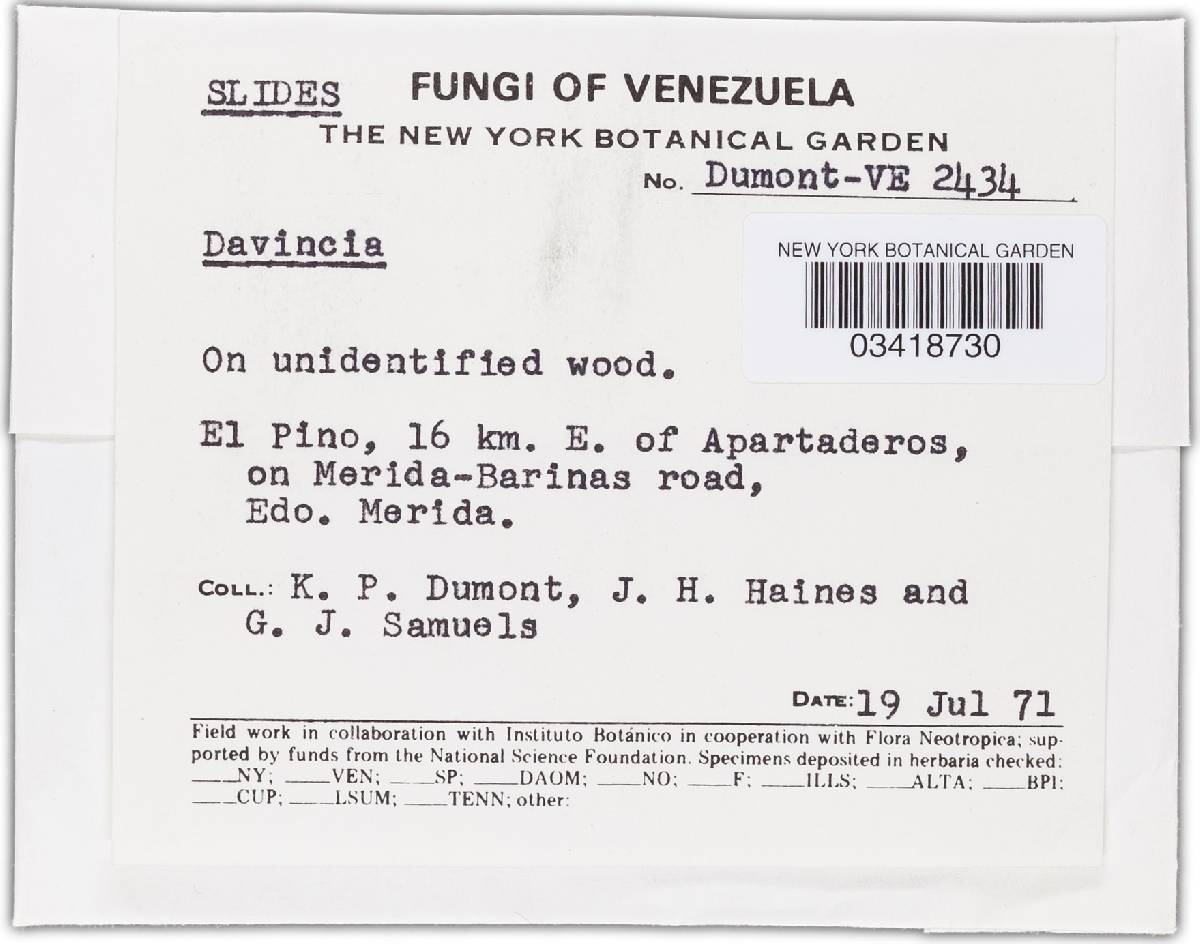 SLIDES FUNGI OF VENEZUELA
THE NEW YORK BOTANICAL GARDEN
No. Dumont-VE 2434
Davincia
NEW YORK BOTANICAL GARDEN
03418730
On unidentified wood.
El Pino, 16 km. E. of Apartaderos,
on Merida-Barinas road,
Edo. Merida.
COLL.: K. P. Dumont, J. H. Haines and
G. J. Samuels
DATE: 19 Jul 71
Field work in collaboration with Instituto Botánico in cooperation with Flora Neotropica; sup-
ported by funds from the National Science Foundation. Specimens deposited in herbaria checked:
____NY; ____VEN; ____SP; ____DAOM; ____NO; ____F; ____ILLS; ____ALTA; ____BPI;
____CUP; ____LSUM; ____TENN; other: